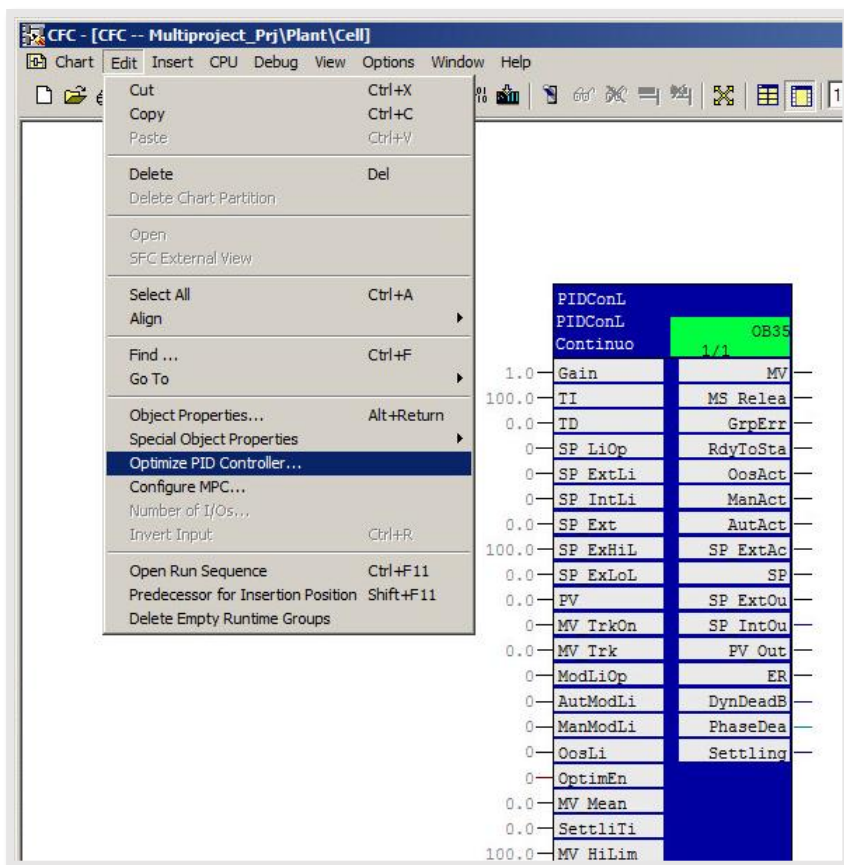 CFC - [CFC -- Multiproject_Prj\Plant\Cell]
Chart Edit Insert CPU Debug View Options Window Help
Cut Ctrl+X
Copy Ctrl+C
Paste Ctrl+V
Delete Del
Delete Chart Partition
Open
SFC External View
Select All Ctrl+A
Align
Find ... Ctrl+F
Go To
Object Properties... Alt+Return
Special Object Properties
Optimize PID Controller...
Configure MPC...
Number of I/Os...
Invert Input Ctrl+R
Open Run Sequence Ctrl+F11
Predecessor for Insertion Position Shift+F11
Delete Empty Runtime Groups
PIDConL
PIDConL
Continuo
OB35
1/1
1.0 Gain MV
100.0 TI MS Relea
0.0 TD GrpErr
0 SP LiOp RdyToSta
0 SP ExtLi OosAct
0 SP IntLi ManAct
0.0 SP Ext AutAct
100.0 SP ExHiL SP ExtAc
0.0 SP ExLoL SP
0.0 PV SP ExtOu
0 MV TrkOn SP IntOu
0.0 MV Trk PV Out
0 ModLiOp ER
0 AutModLi DynDeadB
0 ManModLi PhaseDea
0 OosLi Settling
0 OptimEn
0.0 MV Mean
0.0 SettliTi
100.0 MV HiLim